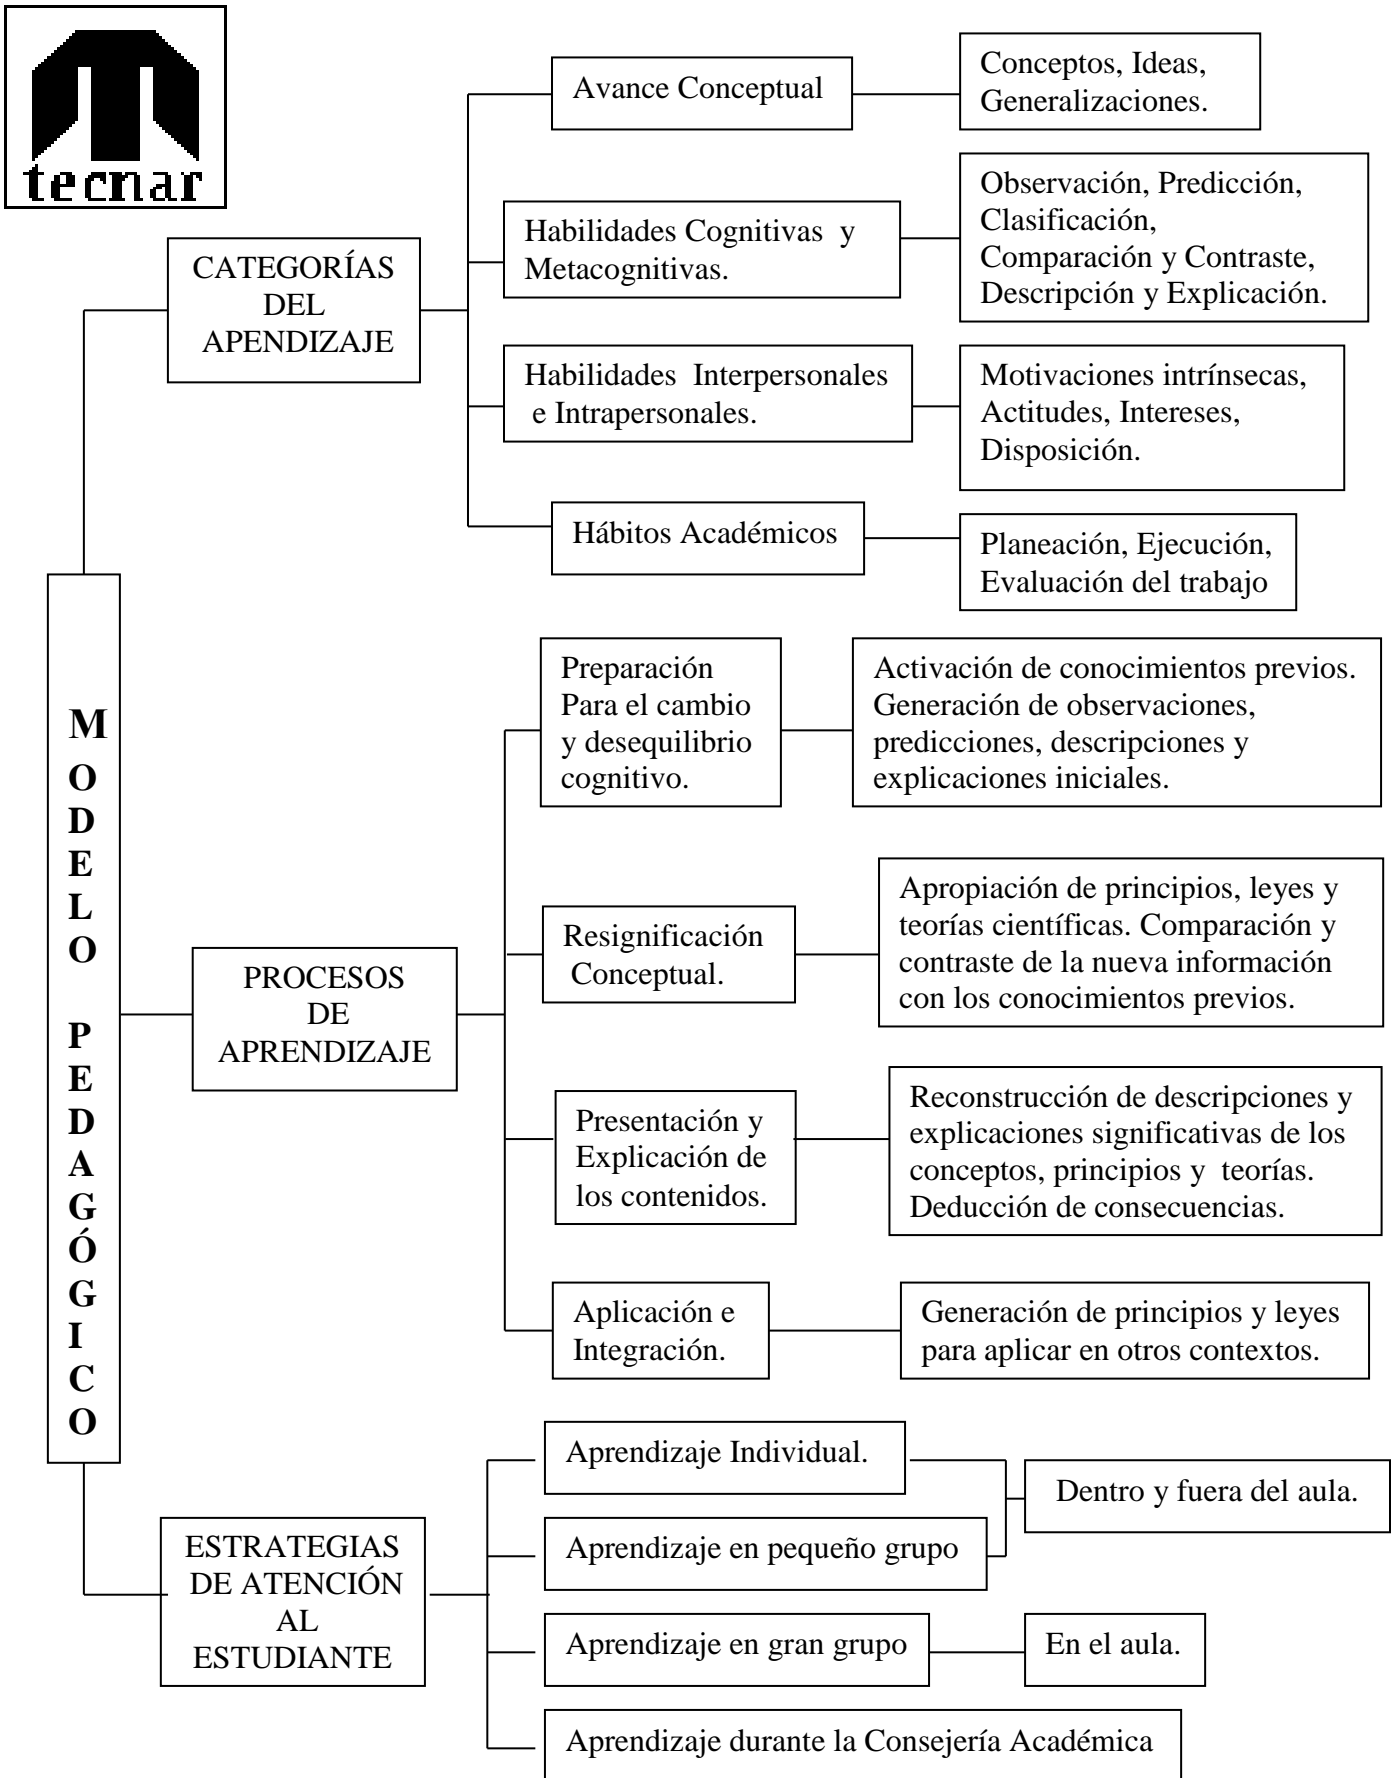 tecnar
Avance Conceptual
Conceptos, Ideas,
Generalizaciones.
CATEGORÍAS
DEL
APENDIZAJE
Habilidades Cognitivas y
Metacognitivas.
Observación, Predicción,
Clasificación,
Comparación y Contraste,
Descripción y Explicación.
Habilidades Interpersonales
e Intrapersonales.
Motivaciones intrínsecas,
Actitudes, Intereses,
Disposición.
Hábitos Académicos
Planeación, Ejecución,
Evaluación del trabajo
MODELO PEDAGÓGICO
PROCESOS
DE
APRENDIZAJE
Preparación
Para el cambio
y desequilibrio
cognitivo.
Activación de conocimientos previos.
Generación de observaciones,
predicciones, descripciones y
explicaciones iniciales.
Resignificación
Conceptual.
Apropiación de principios, leyes y
teorías científicas. Comparación y
contraste de la nueva información
con los conocimientos previos.
Presentación y
Explicación de
los contenidos.
Reconstrucción de descripciones y
explicaciones significativas de los
conceptos, principios y teorías.
Deducción de consecuencias.
Aplicación e
Integración.
Generación de principios y leyes
para aplicar en otros contextos.
ESTRATEGIAS
DE ATENCIÓN
AL
ESTUDIANTE
Aprendizaje Individual.
Aprendizaje en pequeño grupo
Dentro y fuera del aula.
Aprendizaje en gran grupo
En el aula.
Aprendizaje durante la Consejería Académica